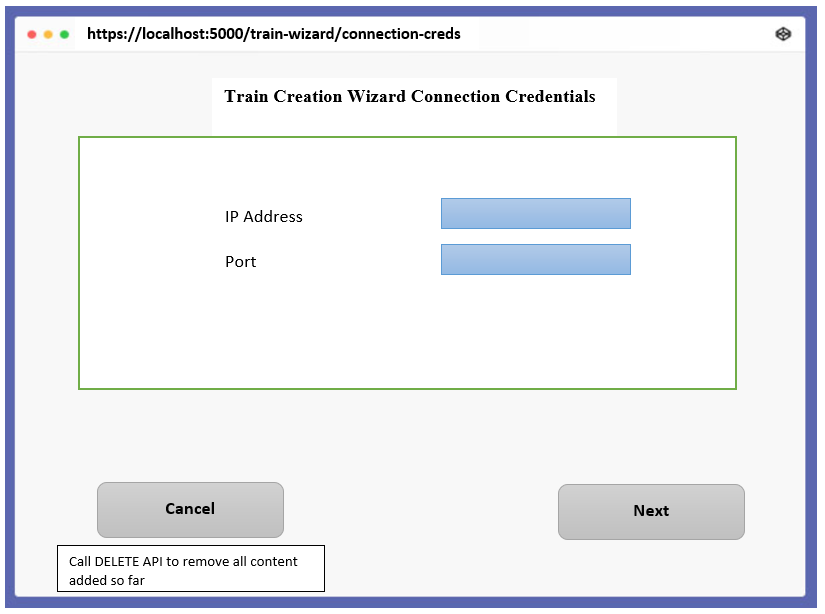 https://localhost:5000/train-wizard/connection-creds
Train Creation Wizard Connection Credentials
IP Address
Port
Cancel
Next
Call DELETE API to remove all content
added so far